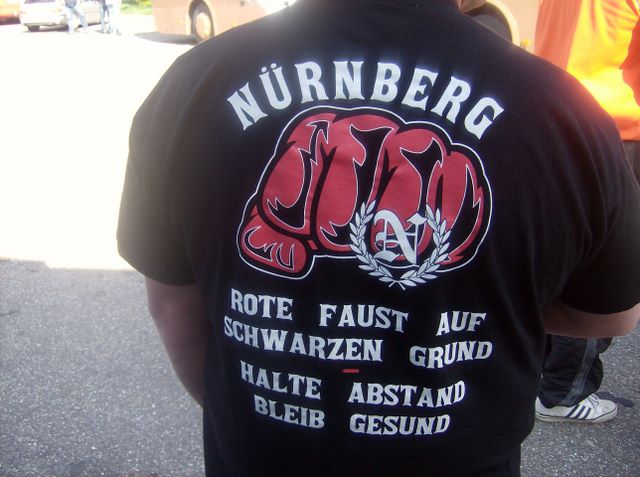 NÜRNBERG
N
ROTE FAUST AUF
SCHWARZEN GRUND
HALTE ABSTAND
BLEIB GESUND